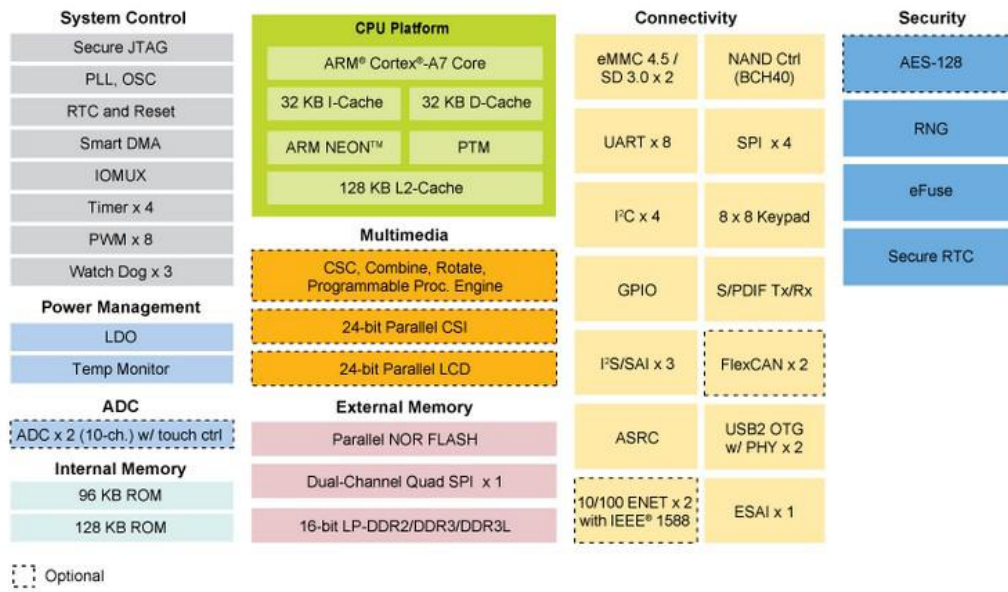 System Control
Secure JTAG
PLL, OSC
RTC and Reset
Smart DMA
IOMUX
Timer x 4
PWM x 8
Watch Dog x 3
Power Management
LDO
Temp Monitor
ADC
ADC x 2 (10-ch.) w/ touch ctrl
Internal Memory
96 KB ROM
128 KB ROM
Optional
CPU Platform
ARM® Cortex®-A7 Core
32 KB I-Cache
32 KB D-Cache
ARM NEON™
PTM
128 KB L2-Cache
Multimedia
CSC, Combine, Rotate,
Programmable Proc. Engine
24-bit Parallel CSI
24-bit Parallel LCD
External Memory
Parallel NOR FLASH
Dual-Channel Quad SPI x 1
16-bit LP-DDR2/DDR3/DDR3L
Connectivity
eMMC 4.5 /
SD 3.0 x 2
NAND Ctrl
(BCH40)
UART x 8
SPI x 4
I²C x 4
8 x 8 Keypad
GPIO
S/PDIF Tx/Rx
I²S/SAI x 3
FlexCAN x 2
ASRC
USB2 OTG
w/ PHY x 2
10/100 ENET x 2
with IEEE® 1588
ESAI x 1
Security
AES-128
RNG
eFuse
Secure RTC